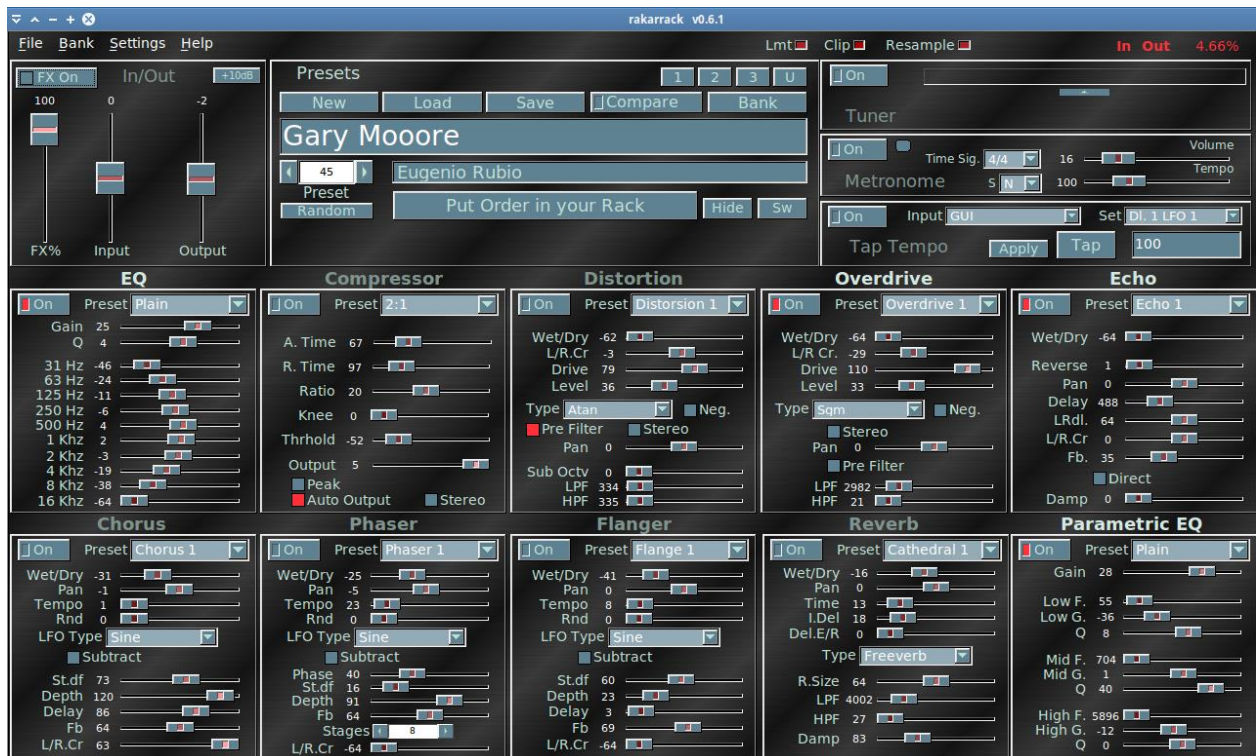 rakarrack v0.6.1
File Bank Settings Help Lmt Clip Resample In Out 4.66%
FX On In/Out +10dB
100 0 -2
FX% Input Output
Presets 1 2 3 U
New Load Save Compare Bank
Gary Mooore
45 Eugenio Rubio
Preset
Random Put Order in your Rack Hide Sw
On
Tuner
On Time Sig. 4/4 16 Volume
Metronome S N 100 Tempo
On Input GUI Set Dl. 1 LFO 1
Tap Tempo Apply Tap 100
EQ
On Preset Plain
Gain 25
Q 4
31 Hz -46
63 Hz -24
125 Hz -11
250 Hz -6
500 Hz 4
1 Khz 2
2 Khz -3
4 Khz -19
8 Khz -38
16 Khz -64
Compressor
On Preset 2:1
A. Time 67
R. Time 97
Ratio 20
Knee 0
Thrhold -52
Output 5
Peak
Auto Output Stereo
Distortion
On Preset Distorsion 1
Wet/Dry -62
L/R.Cr -3
Drive 79
Level 36
Type Atan Neg.
Pre Filter Stereo
Pan 0
Sub Octv 0
LPF 334
HPF 335
Overdrive
On Preset Overdrive 1
Wet/Dry -64
L/R Cr. -29
Drive 110
Level 33
Type Sqm Neg.
Stereo
Pan 0
Pre Filter
LPF 2982
HPF 21
Echo
On Preset Echo 1
Wet/Dry -64
Reverse 1
Pan 0
Delay 488
LRdl. 64
L/R.Cr 0
Fb. 35
Direct
Damp 0
Chorus
On Preset Chorus 1
Wet/Dry -31
Pan -1
Tempo 1
Rnd 0
LFO Type Sine
Subtract
St.df 73
Depth 120
Delay 86
Fb 64
L/R.Cr 63
Phaser
On Preset Phaser 1
Wet/Dry -25
Pan -5
Tempo 23
Rnd 0
LFO Type Sine
Subtract
Phase 40
St.df 16
Depth 91
Fb 64
Stages 8
L/R.Cr -64
Flanger
On Preset Flange 1
Wet/Dry -41
Pan 0
Tempo 8
Rnd 0
LFO Type Sine
Subtract
St.df 60
Depth 23
Delay 3
Fb 69
L/R.Cr -64
Reverb
On Preset Cathedral 1
Wet/Dry -16
Pan 0
Time 13
I.Del 18
Del.E/R 0
Type Freeverb
R.Size 64
LPF 4002
HPF 27
Damp 83
Parametric EQ
On Preset Plain
Gain 28
Low F. 55
Low G. -36
Q 8
Mid F. 704
Mid G. 1
Q 40
High F. 5896
High G. -12
Q 0